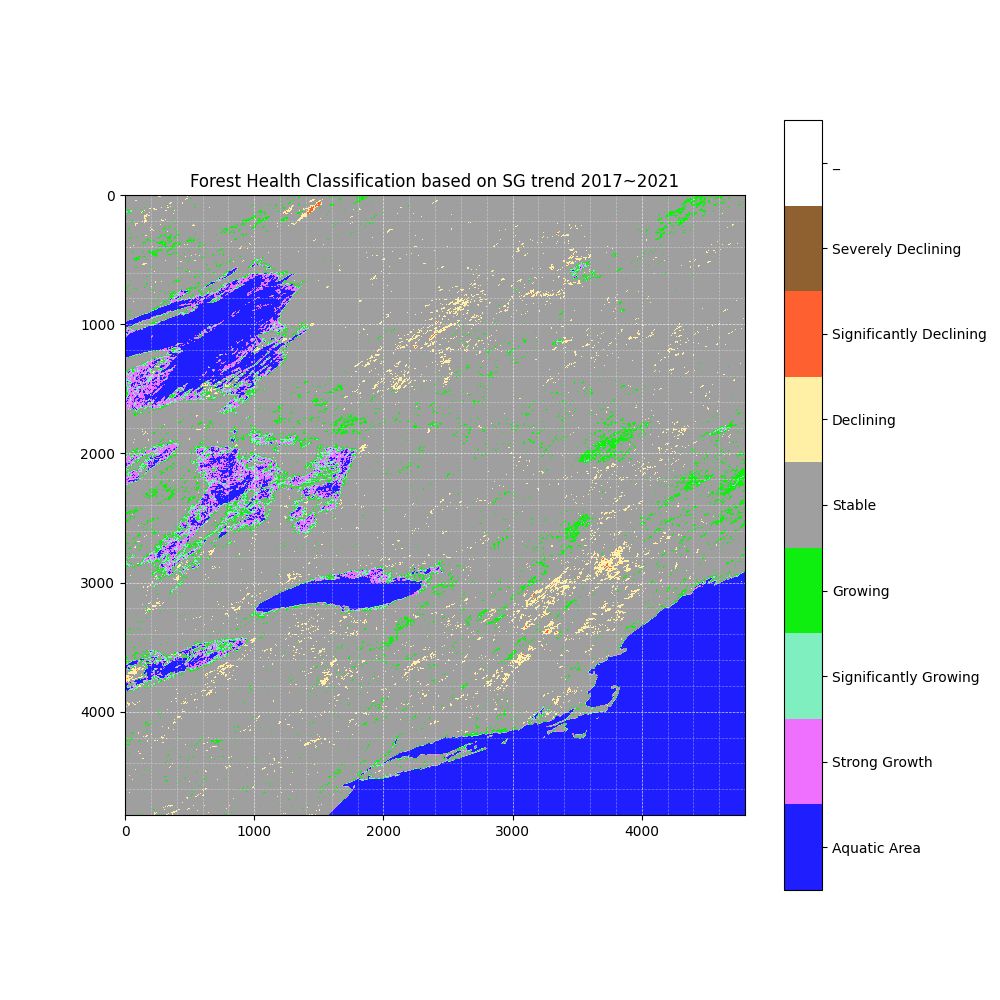 Forest Health Classification based on SG trend 2017~2021
0
1000
2000
3000
4000
0
1000
2000
3000
4000
_
Severely Declining
Significantly Declining
Declining
Stable
Growing
Significantly Growing
Strong Growth
Aquatic Area